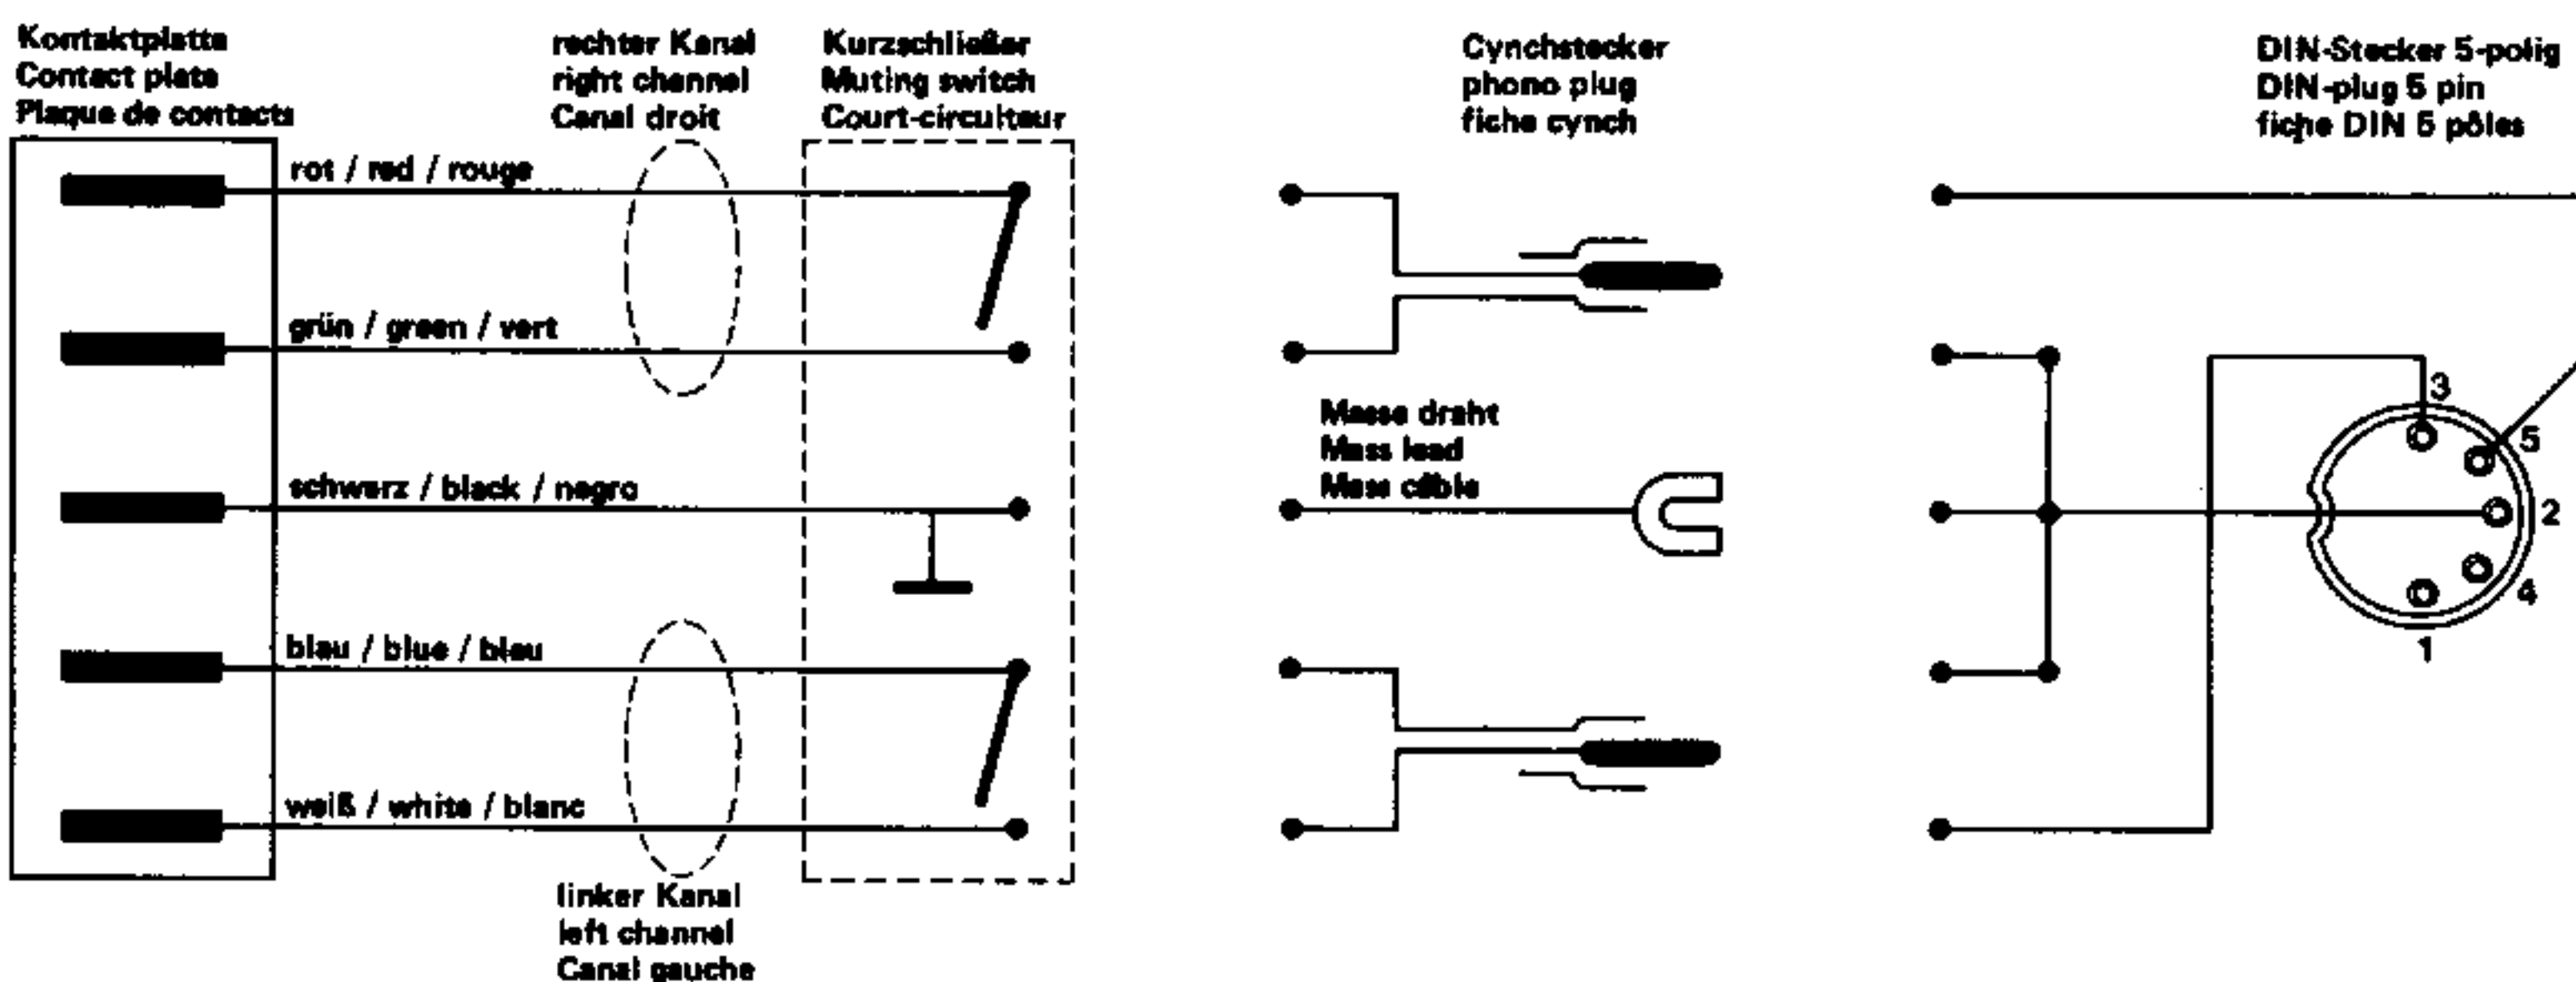 Kontaktplatte
Contact plate
Plaque de contacts
rechter Kanal
right channel
Canal droit
Kurzschließer
Muting switch
Court-circuiteur
Cynchstecker
phono plug
fiche cynch
DIN-Stecker 5-polig
DIN-plug 5 pin
fiche DIN 5 pôles
rot / red / rouge
grün / green / vert
schwarz / black / negro
blau / blue / bleu
weiß / white / blanc
Masse draht
Mass lead
Mass câble
3
5
2
4
1
linker Kanal
left channel
Canal gauche